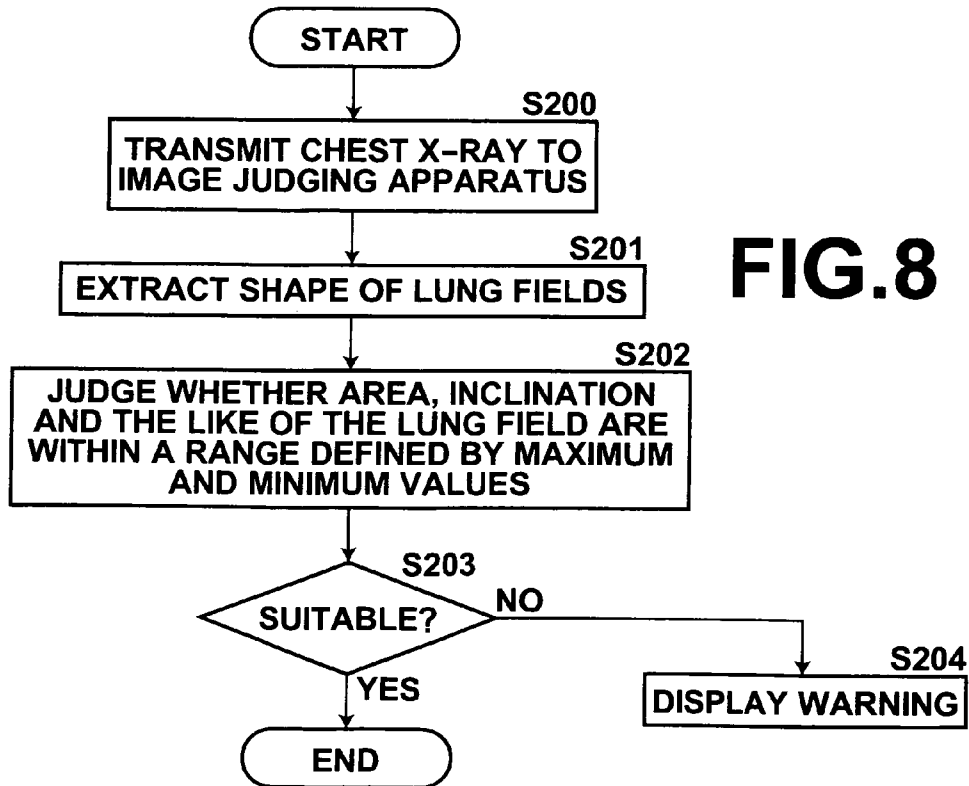 START
S200
TRANSMIT CHEST X-RAY TO
IMAGE JUDGING APPARATUS
S201
EXTRACT SHAPE OF LUNG FIELDS
FIG.8
S202
JUDGE WHETHER AREA, INCLINATION
AND THE LIKE OF THE LUNG FIELD ARE
WITHIN A RANGE DEFINED BY MAXIMUM
AND MINIMUM VALUES
S203
SUITABLE?
NO
YES
S204
DISPLAY WARNING
END